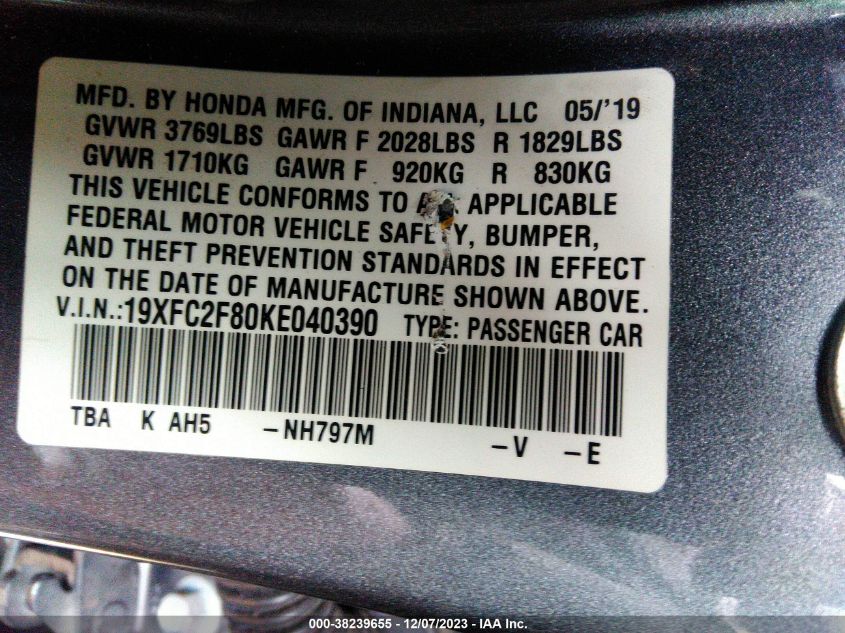 MFD. BY HONDA MFG. OF INDIANA, LLC 05/'19
GVWR 3769LBS GAWR F 2028LBS R 1829LBS
GVWR 1710KG GAWR F 920KG R 830KG
THIS VEHICLE CONFORMS TO APPLICABLE
FEDERAL MOTOR VEHICLE SAFETY, BUMPER,
AND THEFT PREVENTION STANDARDS IN EFFECT
ON THE DATE OF MANUFACTURE SHOWN ABOVE.
V.I.N.:19XFC2F80KE040390 TYPE: PASSENGER CAR
TBA K AH5 -NH797M -V -E
000-38239655 - 12/07/2023 - IAA Inc.